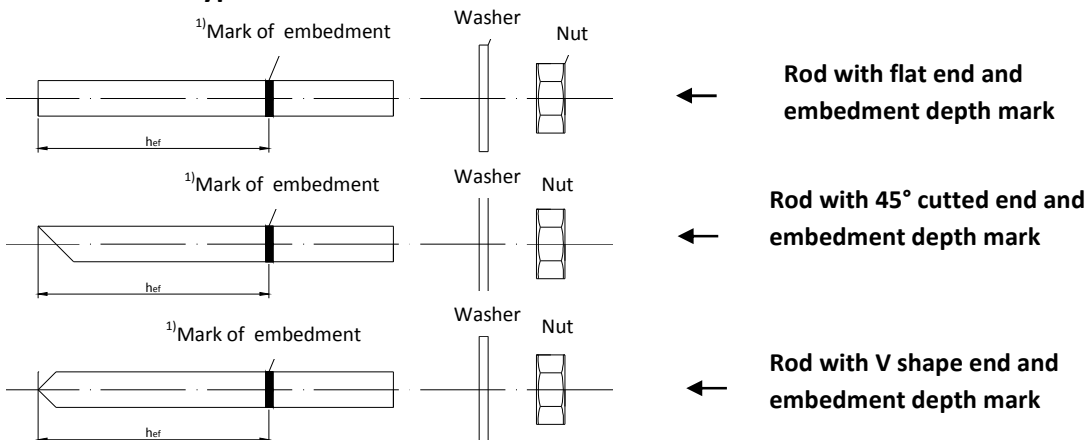 Washer
1)Mark of embedment
Nut
Rod with flat end and
embedment depth mark
hef
1)Mark of embedment
Washer
Nut
Rod with 45° cutted end and
embedment depth mark
hef
Washer
1)Mark of embedment
Nut
Rod with V shape end and
embedment depth mark
hef